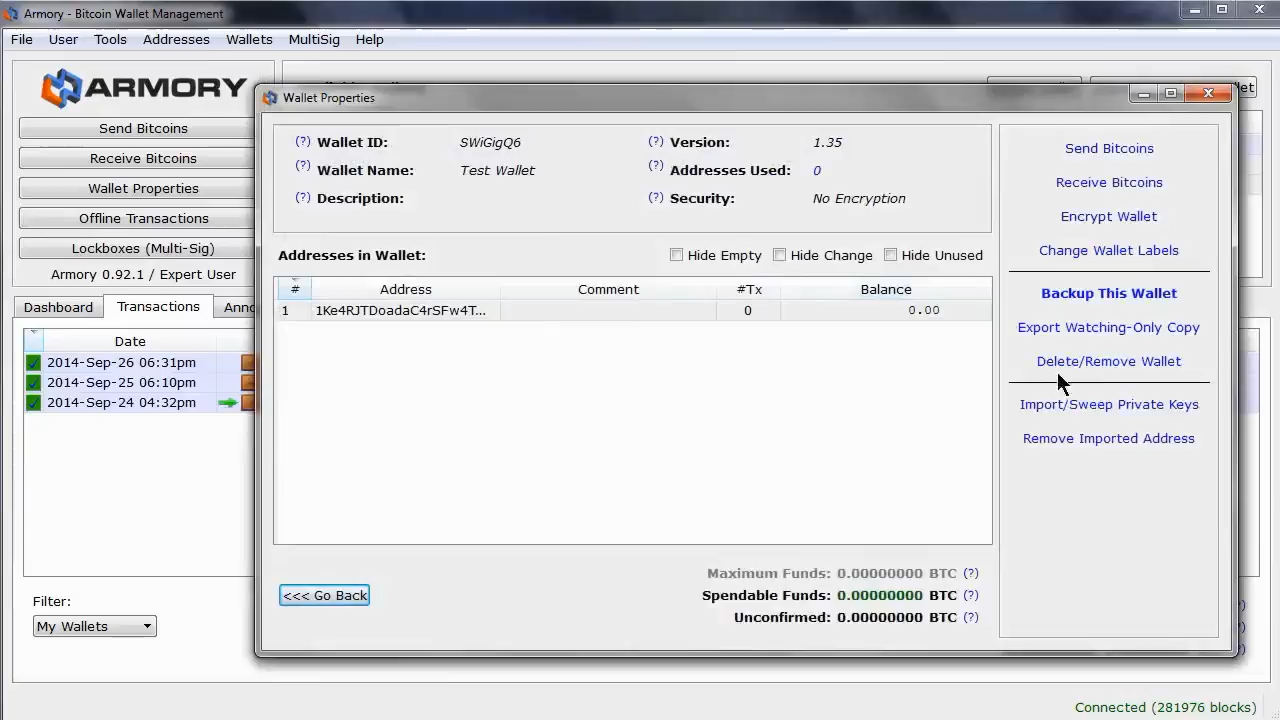 Armory - Bitcoin Wallet Management
File User Tools Addresses Wallets MultiSig Help
ARMORY
Send Bitcoins
Receive Bitcoins
Wallet Properties
Offline Transactions
Lockboxes (Multi-Sig)
Armory 0.92.1 / Expert User
Dashboard Transactions
Date
2014-Sep-26 06:31pm
2014-Sep-25 06:10pm
2014-Sep-24 04:32pm
Filter:
My Wallets
Wallet Properties
(?) Wallet ID: SWiGigQ6 (?) Version: 1.35
(?) Wallet Name: Test Wallet (?) Addresses Used: 0
(?) Description: (?) Security: No Encryption
Addresses in Wallet: Hide Empty Hide Change Hide Unused
# Address Comment #Tx Balance
1 1Ke4RJTDoadaC4rSFw4T... 0 0.00
<<< Go Back
Maximum Funds: 0.00000000 BTC (?)
Spendable Funds: 0.00000000 BTC (?)
Unconfirmed: 0.00000000 BTC (?)
Send Bitcoins
Receive Bitcoins
Encrypt Wallet
Change Wallet Labels
Backup This Wallet
Export Watching-Only Copy
Delete/Remove Wallet
Import/Sweep Private Keys
Remove Imported Address
Connected (281976 blocks)